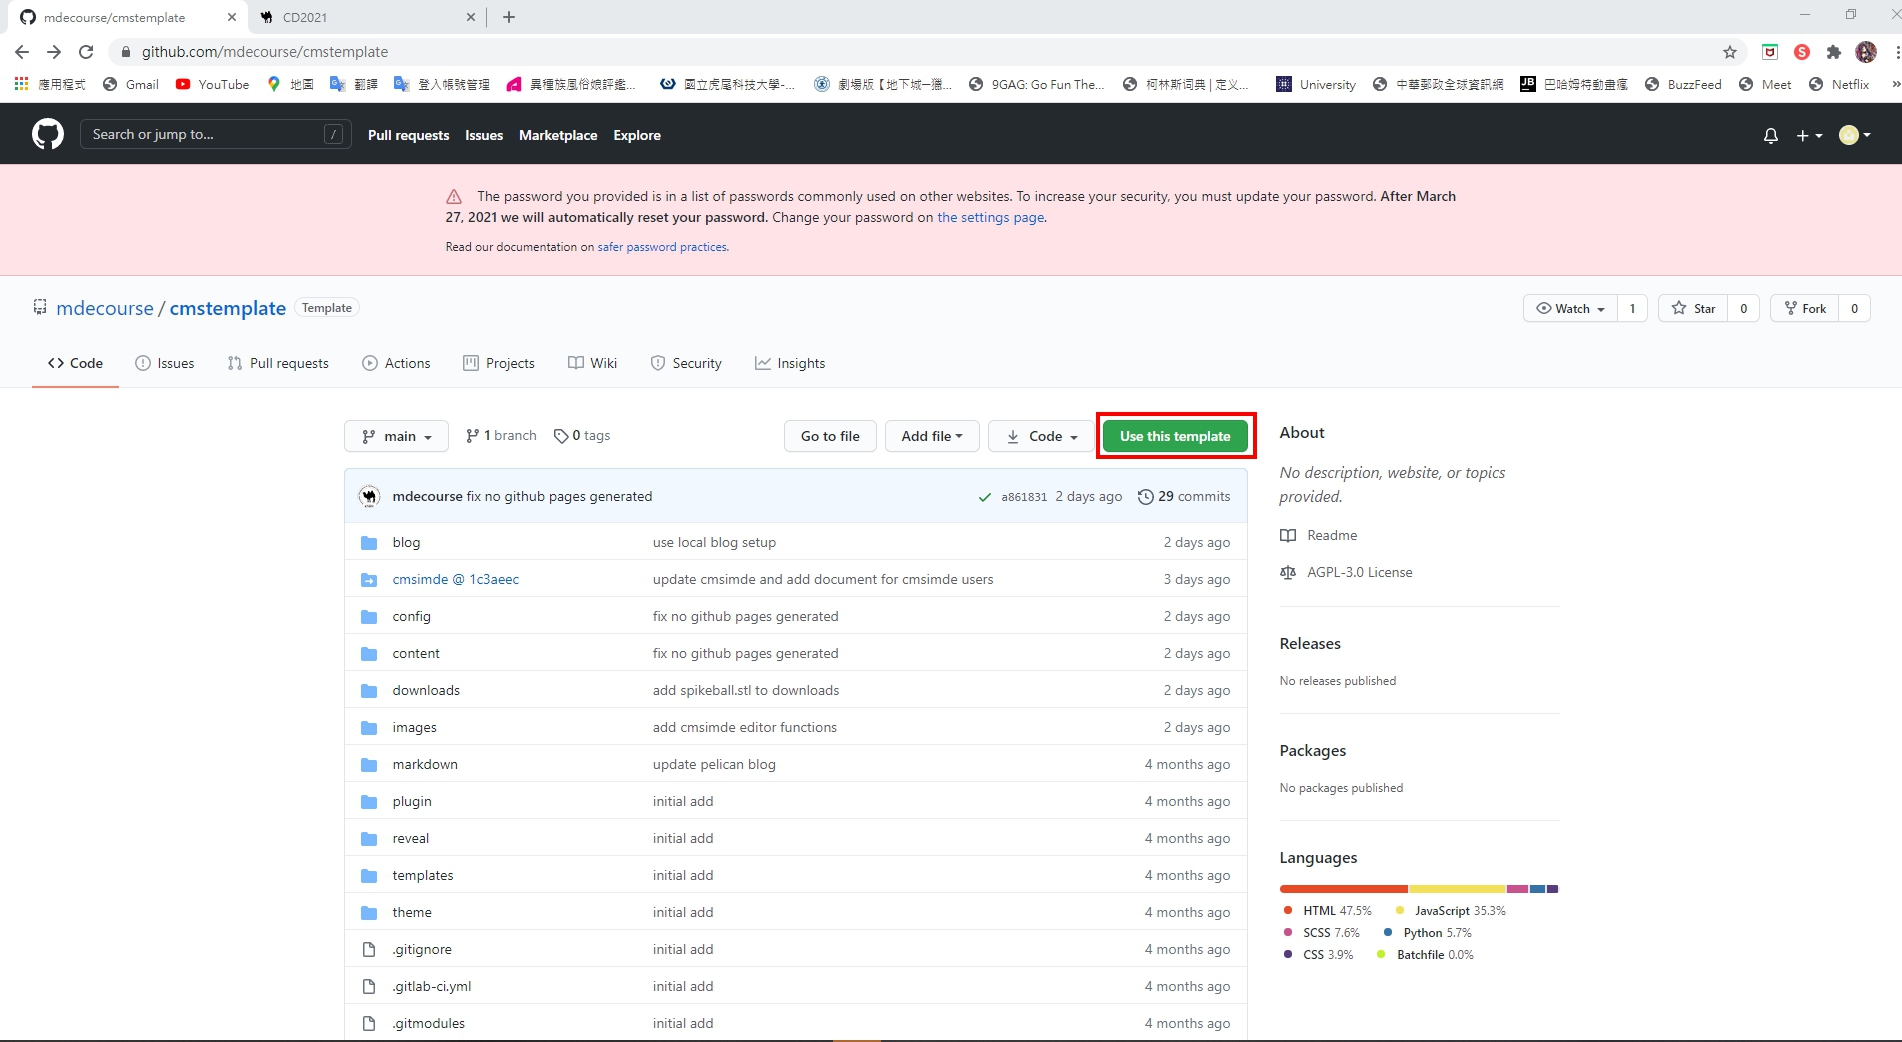 mdecourse/cmstemplate
CD2021
github.com/mdecourse/cmstemplate
應用程式 Gmail YouTube 地圖 翻譯 登入帳號管理 異種族風俗娘評鑑... 國立虎尾科技大學-... 劇場版【地下城─獵... 9GAG: Go Fun The... 柯林斯词典 | 定义... University 中華郵政全球資訊網 巴哈姆特動畫瘋 BuzzFeed Meet Netflix »
Search or jump to... / Pull requests Issues Marketplace Explore
The password you provided is in a list of passwords commonly used on other websites. To increase your security, you must update your password. After March
27, 2021 we will automatically reset your password. Change your password on the settings page.
Read our documentation on safer password practices.
mdecourse / cmstemplate Template
Watch 1 Star 0 Fork 0
Code Issues Pull requests Actions Projects Wiki Security Insights
main 1 branch 0 tags Go to file Add file Code Use this template
mdecourse fix no github pages generated a861831 2 days ago 29 commits
blog use local blog setup 2 days ago
cmsimde @ 1c3aeec update cmsimde and add document for cmsimde users 3 days ago
config fix no github pages generated 2 days ago
content fix no github pages generated 2 days ago
downloads add spikeball.stl to downloads 2 days ago
images add cmsimde editor functions 2 days ago
markdown update pelican blog 4 months ago
plugin initial add 4 months ago
reveal initial add 4 months ago
templates initial add 4 months ago
theme initial add 4 months ago
.gitignore initial add 4 months ago
.gitlab-ci.yml initial add 4 months ago
.gitmodules initial add 4 months ago
About
No description, website, or topics
provided.
Readme
AGPL-3.0 License
Releases
No releases published
Packages
No packages published
Languages
HTML 47.5% JavaScript 35.3%
SCSS 7.6% Python 5.7%
CSS 3.9% Batchfile 0.0%